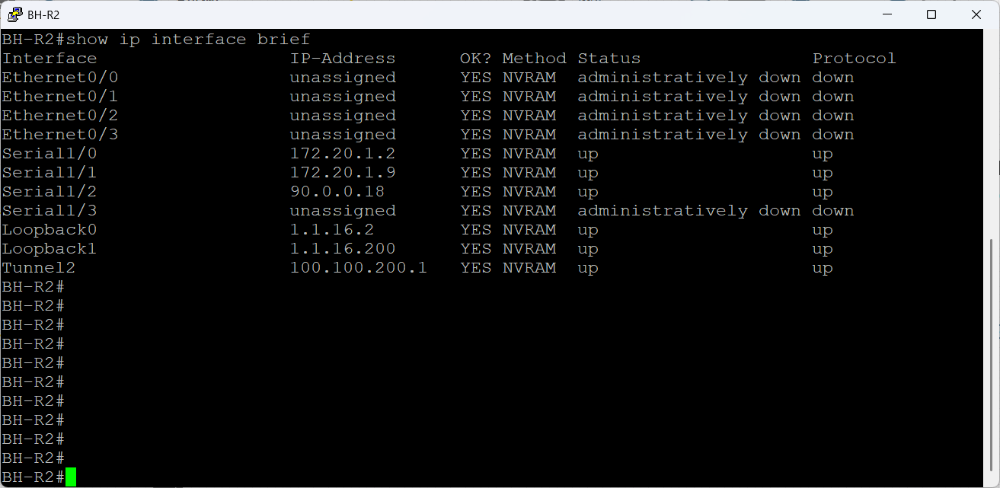 BH-R2
BH-R2#show ip interface brief
Interface                  IP-Address      OK? Method Status                Protocol
Ethernet0/0                unassigned      YES NVRAM  administratively down down
Ethernet0/1                unassigned      YES NVRAM  administratively down down
Ethernet0/2                unassigned      YES NVRAM  administratively down down
Ethernet0/3                unassigned      YES NVRAM  administratively down down
Serial1/0                  172.20.1.2      YES NVRAM  up                    up
Serial1/1                  172.20.1.9      YES NVRAM  up                    up
Serial1/2                  90.0.0.18       YES NVRAM  up                    up
Serial1/3                  unassigned      YES NVRAM  administratively down down
Loopback0                  1.1.16.2        YES NVRAM  up                    up
Loopback1                  1.1.16.200      YES NVRAM  up                    up
Tunnel2                    100.100.200.1   YES NVRAM  up                    up
BH-R2#
BH-R2#
BH-R2#
BH-R2#
BH-R2#
BH-R2#
BH-R2#
BH-R2#
BH-R2#
BH-R2#
BH-R2#